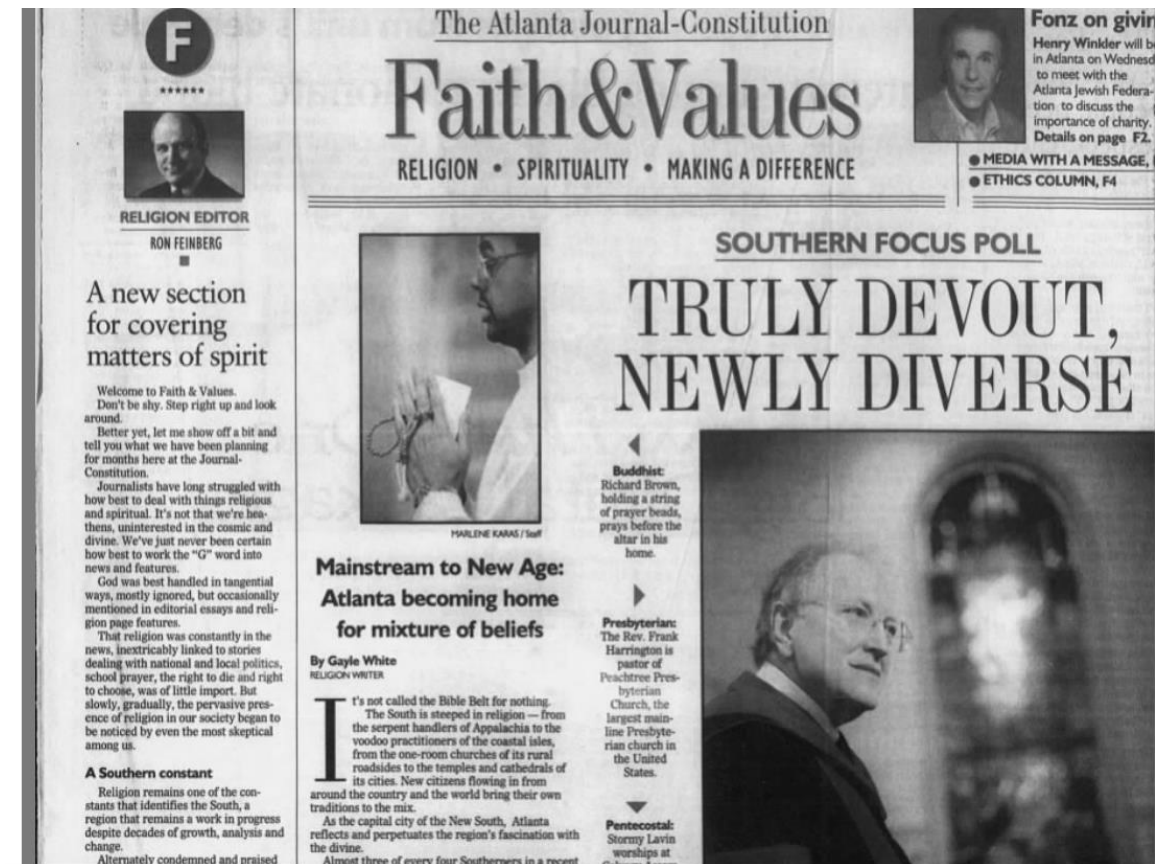 F
******
RELIGION EDITOR
RON FEINBERG
A new section
for covering
matters of spirit
Welcome to Faith & Values.
Don't be shy. Step right up and look
around.
Better yet, let me show off a bit and
tell you what we have been planning
for months here at the Journal-
Constitution.
Journalists have long struggled with
how best to deal with things religious
and spiritual. It's not that we're hea-
thens, uninterested in the cosmic and
divine. We've just never been certain
how best to work the "G" word into
news and features.
God was best handled in tangential
ways, mostly ignored, but occasionally
mentioned in editorial essays and reli-
gion page features.
That religion was constantly in the
news, inextricably linked to stories
dealing with national and local politics,
school prayer, the right to die and right
to choose, was of little import. But
slowly, gradually, the pervasive pres-
ence of religion in our society began to
be noticed by even the most skeptical
among us.
A Southern constant
Religion remains one of the con-
stants that identifies the South, a
region that remains a work in progress
despite decades of growth, analysis and
change.
Alternately condemned and praised
The Atlanta Journal-Constitution
Faith&Values
RELIGION • SPIRITUALITY • MAKING A DIFFERENCE
Fonz on givin
Henry Winkler will b
in Atlanta on Wednesd
to meet with the
Atlanta Jewish Federa-
tion to discuss the
importance of charity.
Details on page F2.
● MEDIA WITH A MESSAGE,
● ETHICS COLUMN, F4
MARLENE KARAS / Staff
Mainstream to New Age:
Atlanta becoming home
for mixture of beliefs
By Gayle White
RELIGION WRITER
It's not called the Bible Belt for nothing.
The South is steeped in religion — from
the serpent handlers of Appalachia to the
voodoo practitioners of the coastal isles,
from the one-room churches of its rural
roadsides to the temples and cathedrals of
its cities. New citizens flowing in from
around the country and the world bring their own
traditions to the mix.
As the capital city of the New South, Atlanta
reflects and perpetuates the region's fascination with
the divine.
Almost three of every four Southerners in a recent
SOUTHERN FOCUS POLL
TRULY DEVOUT,
NEWLY DIVERSE
Buddhist:
Richard Brown,
holding a string
of prayer beads,
prays before the
altar in his
home.
Presbyterian:
The Rev. Frank
Harrington is
pastor of
Peachtree Pres-
byterian
Church, the
largest main-
line Presbyte-
rian church in
the United
States.
Pentecostal:
Stormy Lavin
worships at